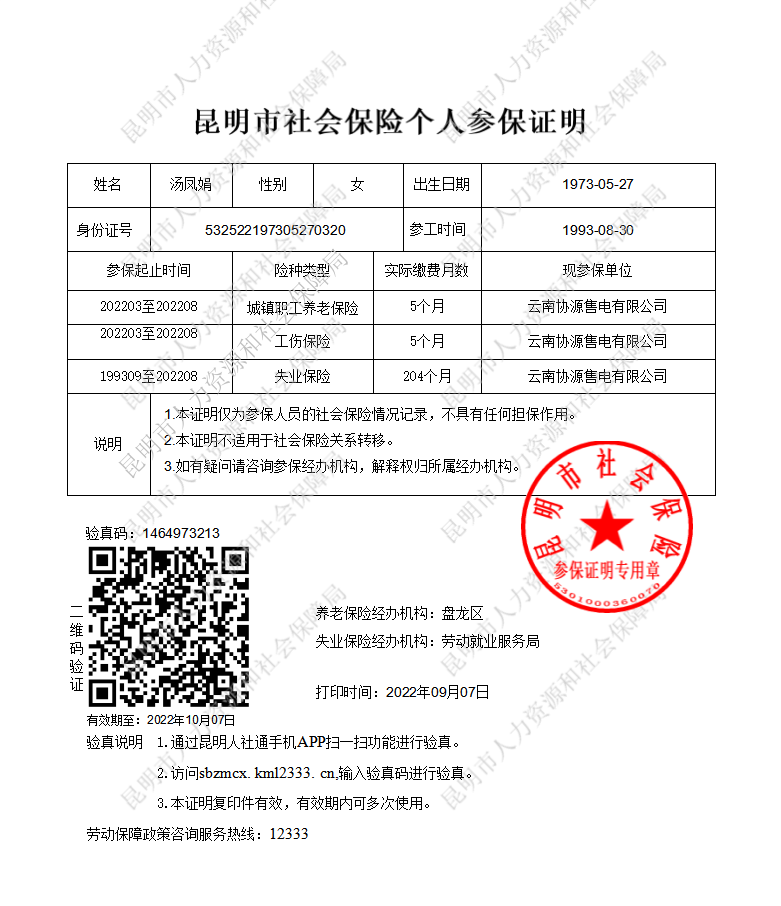 昆明市社会保险个人参保证明
姓名 汤凤娟 性别 女 出生日期 1973-05-27
身份证号 532522197305270320 参工时间 1993-08-30
参保起止时间 险种类型 实际缴费月数 现参保单位
202203至202208 城镇职工养老保险 5个月 云南协源售电有限公司
202203至202208 工伤保险 5个月 云南协源售电有限公司
199309至202208 失业保险 204个月 云南协源售电有限公司
说明
1.本证明仅为参保人员的社会保险情况记录，不具有任何担保作用。
2.本证明不适用于社会保险关系转移。
3.如有疑问请咨询参保经办机构，解释权归所属经办机构。
昆明市社会保险
参保证明专用章
5301000360070
验真码：1464973213
二维码验证
养老保险经办机构：盘龙区
失业保险经办机构：劳动就业服务局
打印时间：2022年09月07日
有效期至：2022年10月07日
验真说明 1.通过昆明人社通手机APP扫一扫功能进行验真。
2.访问sbzmcx. kml2333. cn,输入验真码进行验真。
3.本证明复印件有效，有效期内可多次使用。
劳动保障政策咨询服务热线：12333
昆明市人力资源和社会保障局